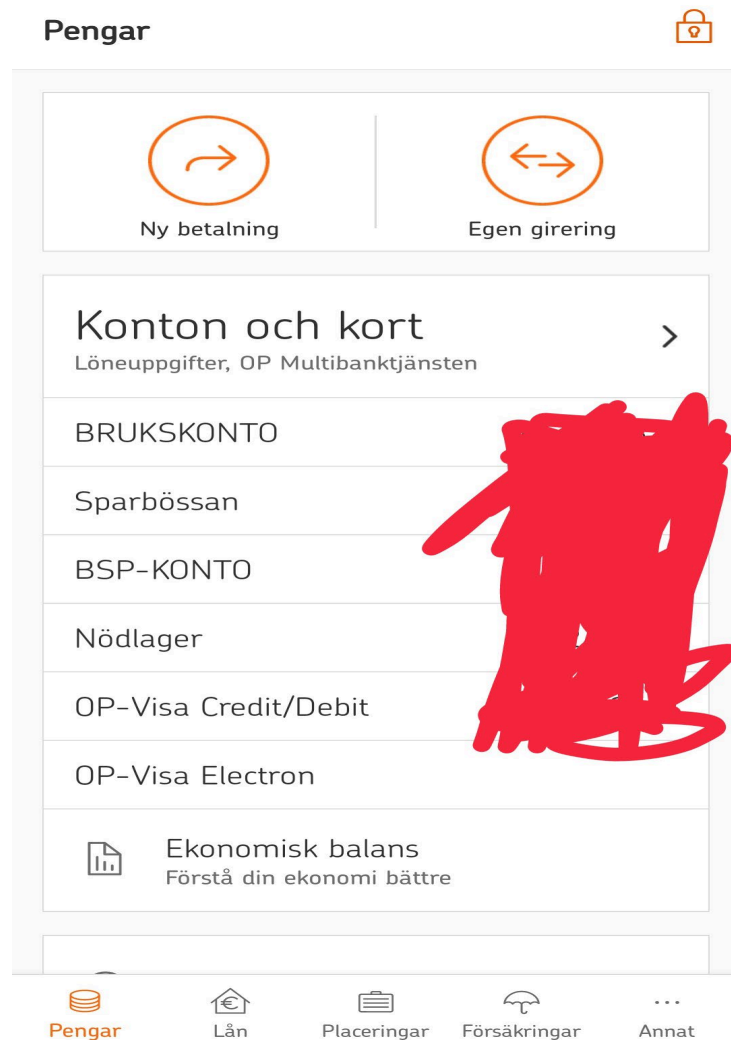 Pengar
Ny betalning
Egen girering
Konton och kort
Löneuppgifter, OP Multibanktjänsten
BRUKSKONTO
Sparbössan
BSP-KONTO
Nödlager
OP-Visa Credit/Debit
OP-Visa Electron
Ekonomisk balans
Förstå din ekonomi bättre
Pengar
Lån
Placeringar
Försäkringar
Annat